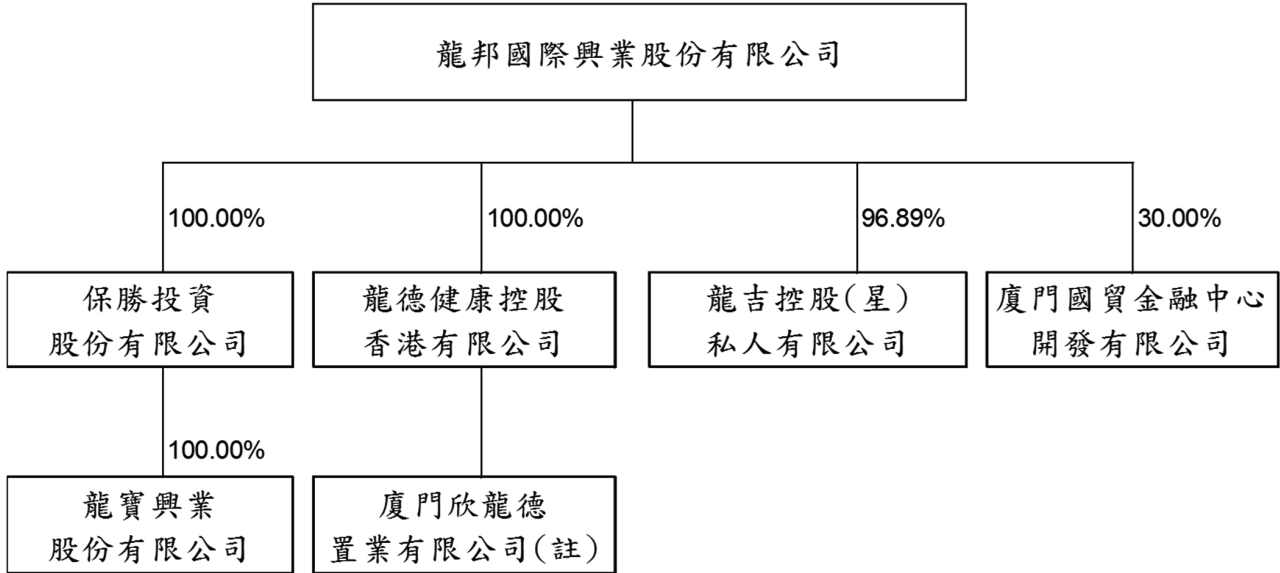 龍邦國際興業股份有限公司
100.00%
100.00%
96.89%
30.00%
保勝投資
股份有限公司
龍德健康控股
香港有限公司
龍吉控股(星)
私人有限公司
廈門國貿金融中心
開發有限公司
100.00%
龍寶興業
股份有限公司
廈門欣龍德
置業有限公司(註)